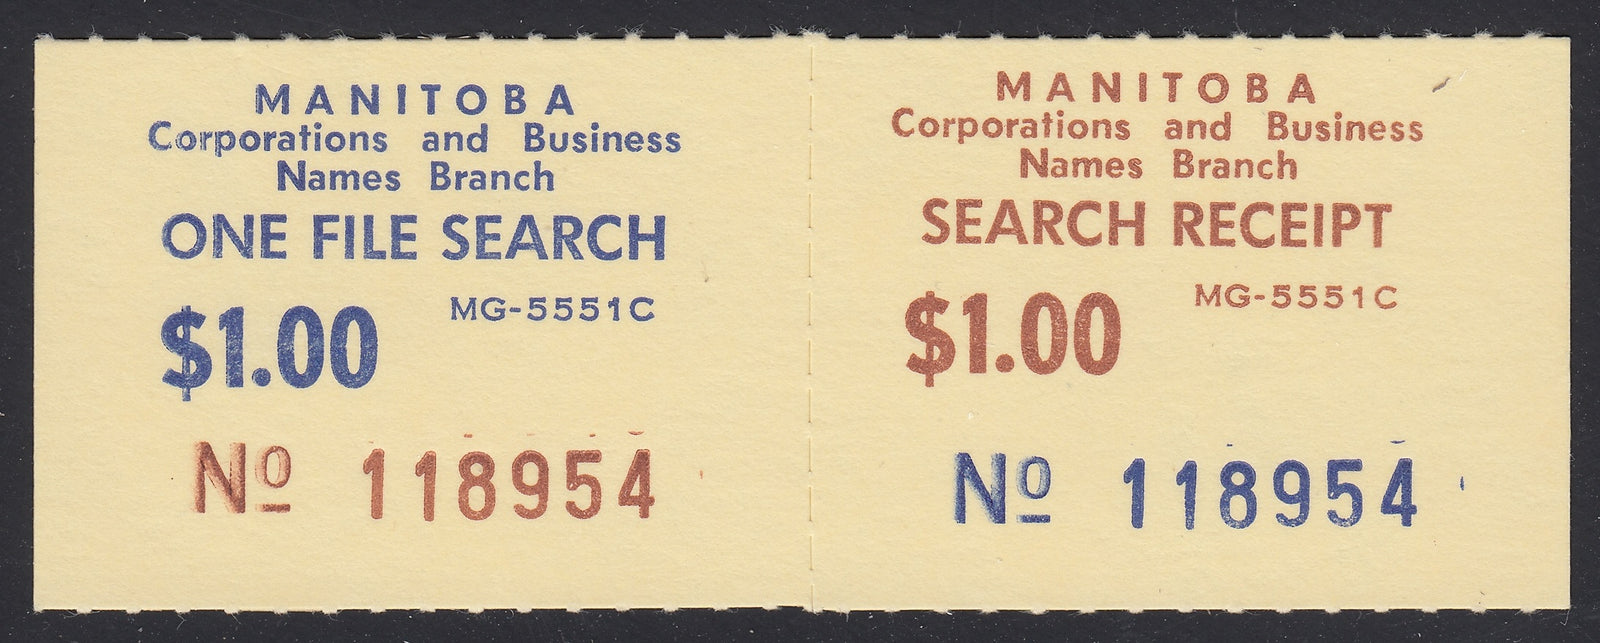 MANITOBA
Corporations and Business
Names Branch
ONE FILE SEARCH
$1.00 MG-5551C
Nº 118954
MANITOBA
Corporations and Business
Names Branch
SEARCH RECEIPT
$1.00 MG-5551C
Nº 118954